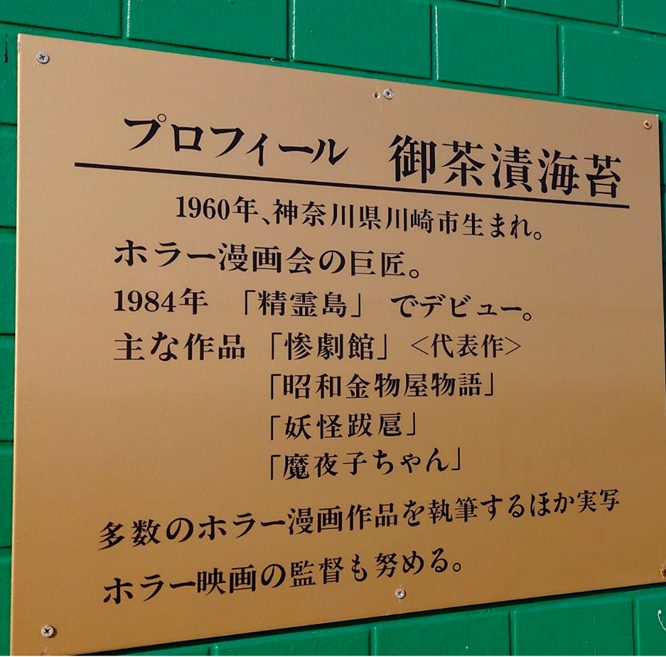 プロフィール 御茶漬海苔
1960年、神奈川県川崎市生まれ。
ホラー漫画会の巨匠。
1984年 「精霊島」 でデビュー。
主な作品 「惨劇館」 <代表作>
「昭和金物屋物語」
「妖怪跋扈」
「魔夜子ちゃん」
多数のホラー漫画作品を執筆するほか実写
ホラー映画の監督も努める。